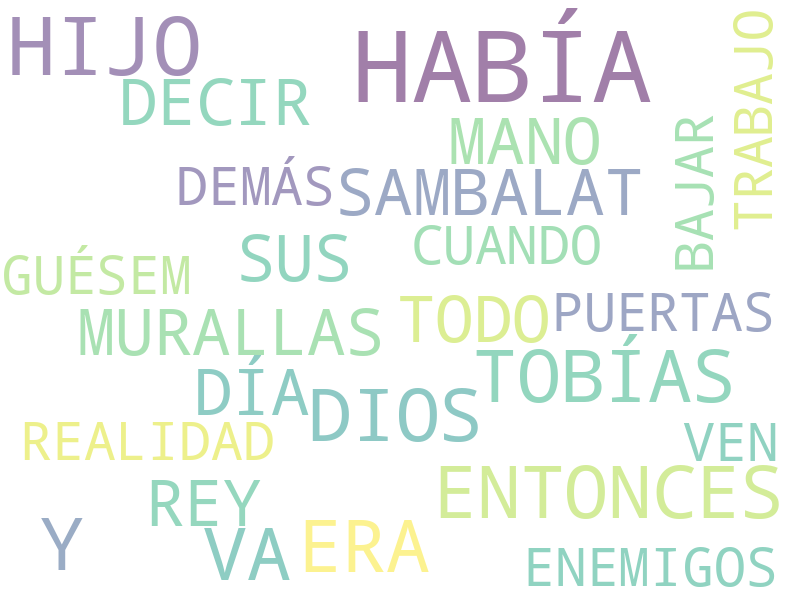 HIJO
HABÍA
TRABAJO
DECIR
MANO
BAJAR
DEMÁS
SAMBALAT
SUS
CUANDO
GUÉSEM
MURALLAS
TODO
PUERTAS
TOBÍAS
DÍA
DIOS
REALIDAD
VEN
ENTONCES
REY
Y
VA
ERA
ENEMIGOS